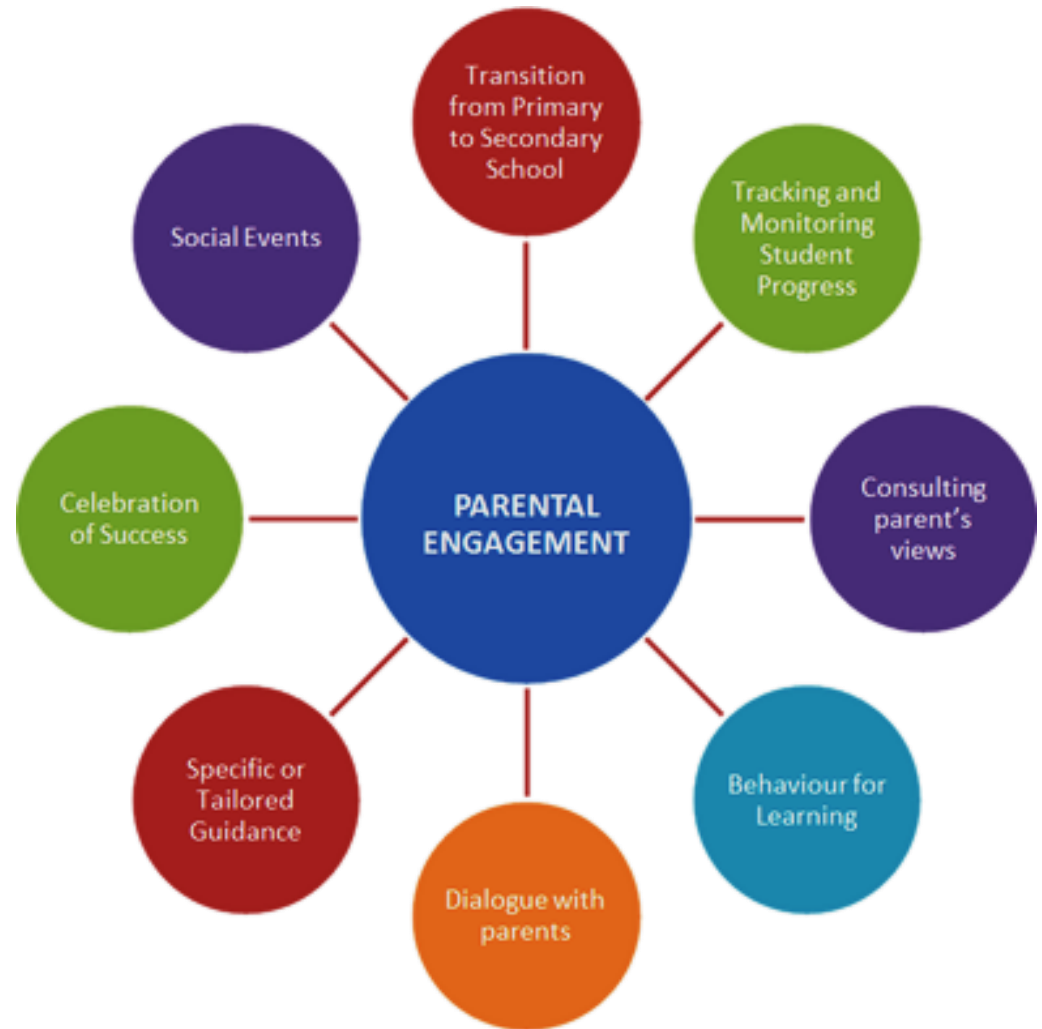 Transition
from Primary
to Secondary
School
Tracking and
Monitoring
Student
Progress
Consulting
parent's
views
Behaviour for
Learning
Dialogue with
parents
Specific or
Tailored
Guidance
Celebration
of Success
Social Events
PARENTAL
ENGAGEMENT